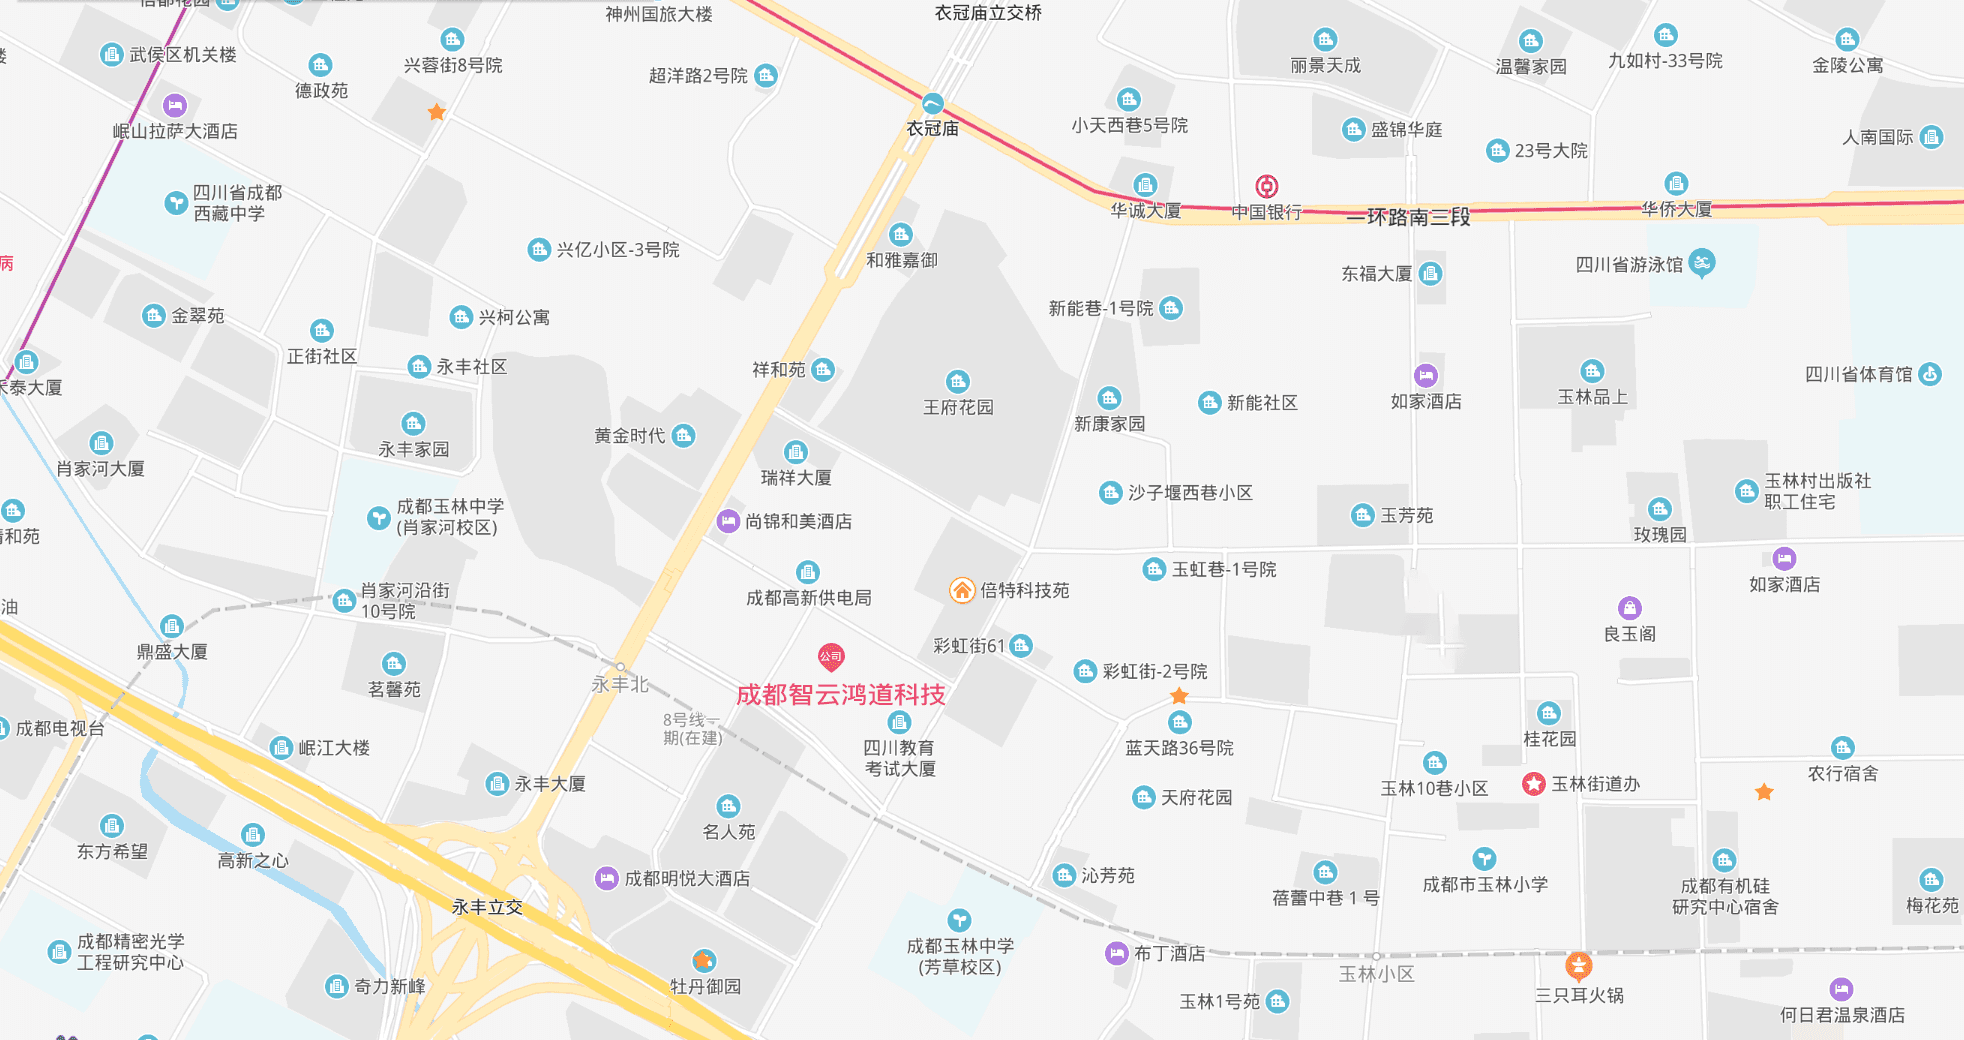 神州国旅大楼
衣冠庙立交桥
武侯区机关楼
兴蓉街8号院
德政苑
超洋路2号院
丽景天成
温馨家园
九如村-33号院
金陵公寓
岷山拉萨大酒店
衣冠庙
小天西巷5号院
盛锦华庭
23号大院
人南国际
四川省成都
西藏中学
华诚大厦
中国银行
一环路南三段
华侨大厦
兴亿小区-3号院
和雅嘉御
东福大厦
四川省游泳馆
病
金翠苑
兴柯公寓
新能巷-1号院
正街社区
永丰社区
祥和苑
王府花园
新康家园
新能社区
如家酒店
玉林品上
四川省体育馆
禾泰大厦
永丰家园
黄金时代
肖家河大厦
瑞祥大厦
沙子堰西巷小区
玉芳苑
玫瑰园
玉林村出版社
职工住宅
成都玉林中学
(肖家河校区)
尚锦和美酒店
成都高新供电局
倍特科技苑
玉虹巷-1号院
如家酒店
肖家河沿街
10号院
油
鼎盛大厦
茗馨苑
永丰北
公司
成都智云鸿道科技
彩虹街61
彩虹街-2号院
良玉阁
8号线一
期(在建)
成都电视台
岷江大楼
永丰大厦
四川教育
考试大厦
蓝天路36号院
桂花园
玉林10巷小区
玉林街道办
农行宿舍
天府花园
名人苑
东方希望
高新之心
成都明悦大酒店
沁芳苑
蓓蕾中巷 1 号
成都市玉林小学
成都有机硅
研究中心宿舍
梅花苑
永丰立交
成都精密光学
工程研究中心
奇力新峰
牡丹御园
成都玉林中学
(芳草校区)
布丁酒店
玉林小区
玉林1号苑
三只耳火锅
何日君温泉酒店